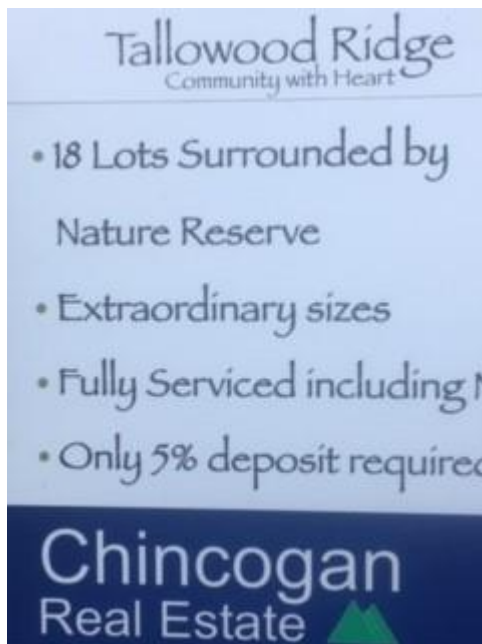 Tallowood Ridge
Community with Heart
• 18 Lots Surrounded by
Nature Reserve
• Extraordinary sizes
• Fully Serviced including
• Only 5% deposit required
Chincogan
Real Estate